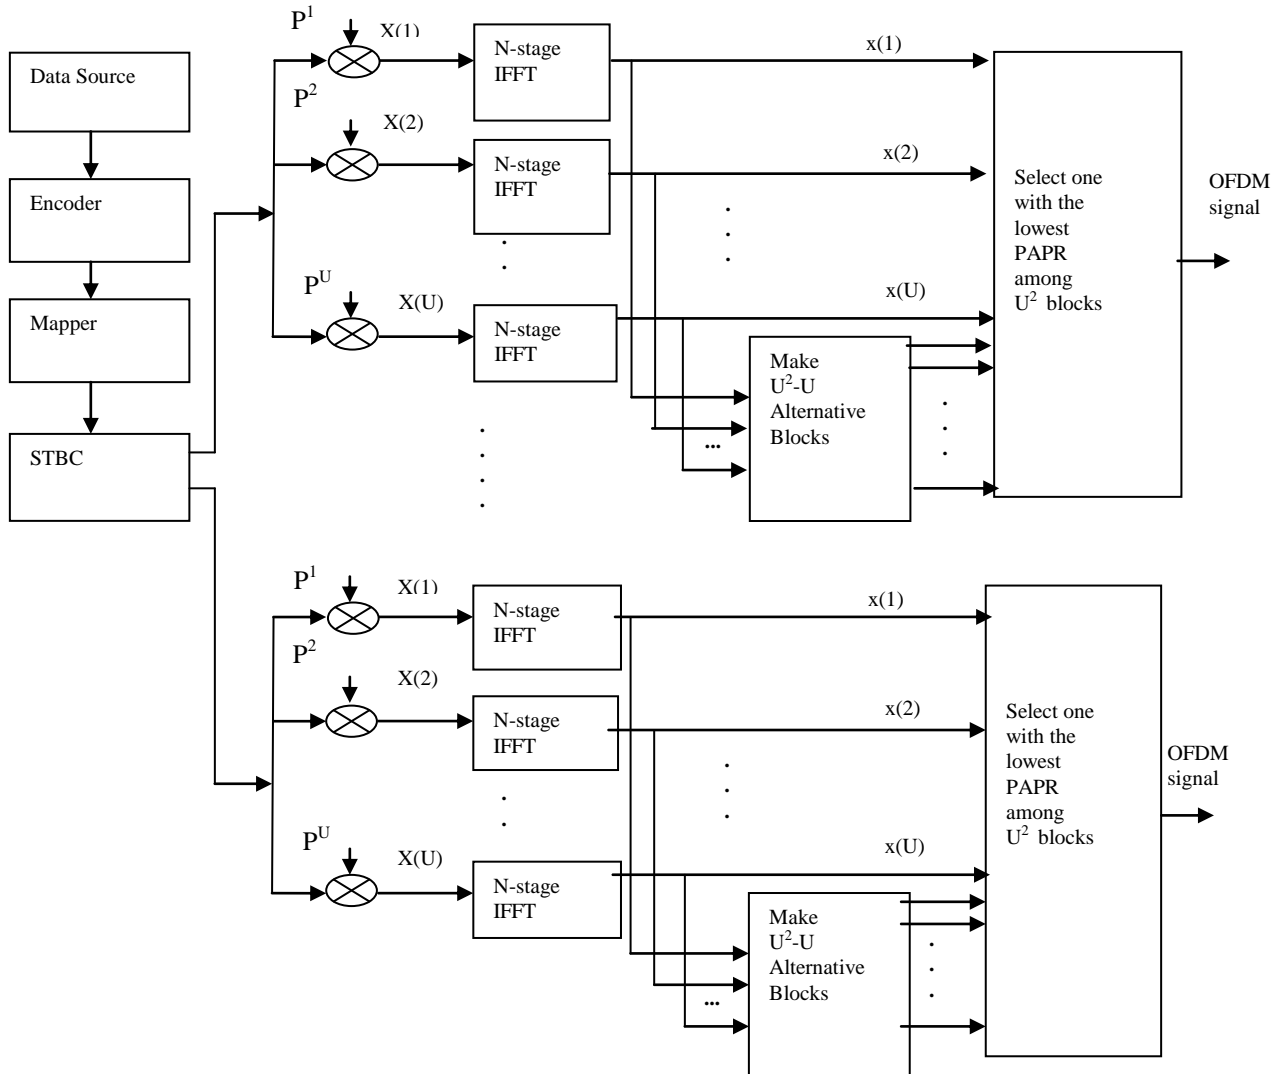 Data Source
Encoder
Mapper
STBC
P¹
X(1)
N-stage
IFFT
x(1)
P²
X(2)
N-stage
IFFT
x(2)
Pᵁ
X(U)
N-stage
IFFT
x(U)
Make
U²-U
Alternative
Blocks
...
Select one
with the
lowest
PAPR
among
U² blocks
OFDM
signal
P¹
X(1)
N-stage
IFFT
x(1)
P²
X(2)
N-stage
IFFT
x(2)
Pᵁ
X(U)
N-stage
IFFT
x(U)
Make
U²-U
Alternative
Blocks
...
Select one
with the
lowest
PAPR
among
U² blocks
OFDM
signal